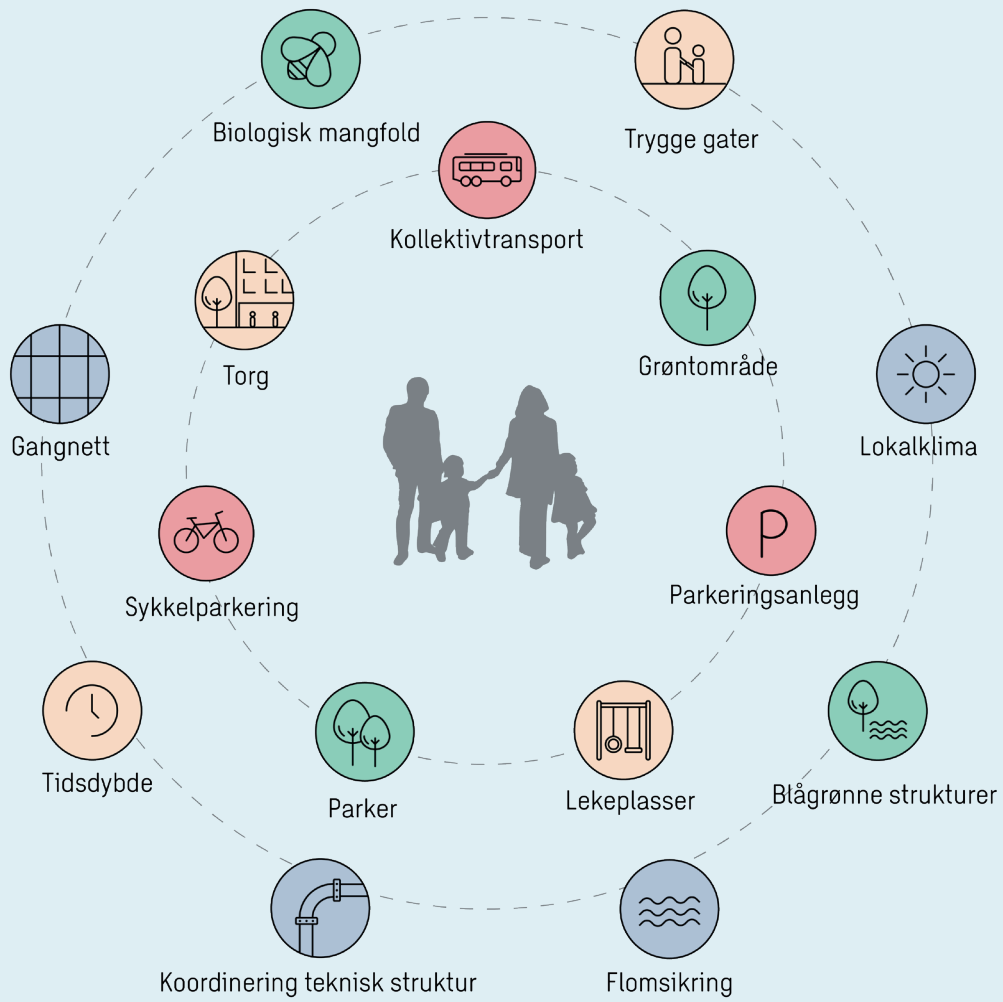 Biologisk mangfold
Trygge gater
Kollektivtransport
Torg
Grøntområde
Gangnett
Lokalklima
P
Sykkelparkering
Parkeringsanlegg
Tidsdybde
Parker
Lekeplasser
Blågrønne strukturer
Koordinering teknisk struktur
Flomsikring